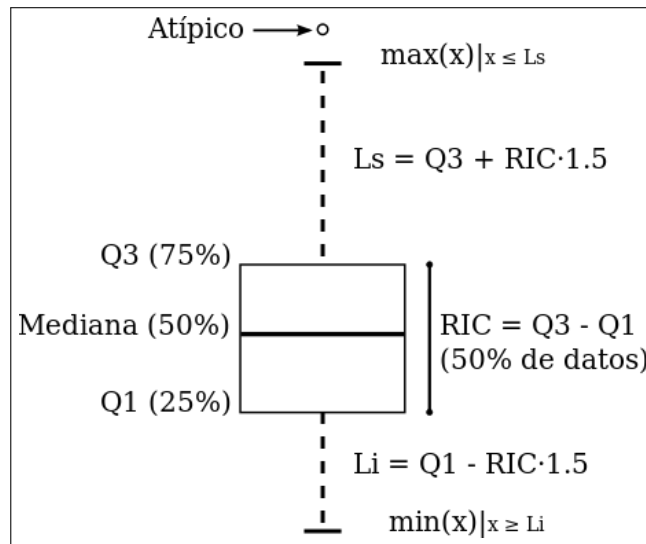 Atípico
max(x)|x ≤ Ls
Ls = Q3 + RIC·1.5
Q3 (75%)
Mediana (50%)
RIC = Q3 - Q1
(50% de datos)
Q1 (25%)
Li = Q1 - RIC·1.5
min(x)|x ≥ Li